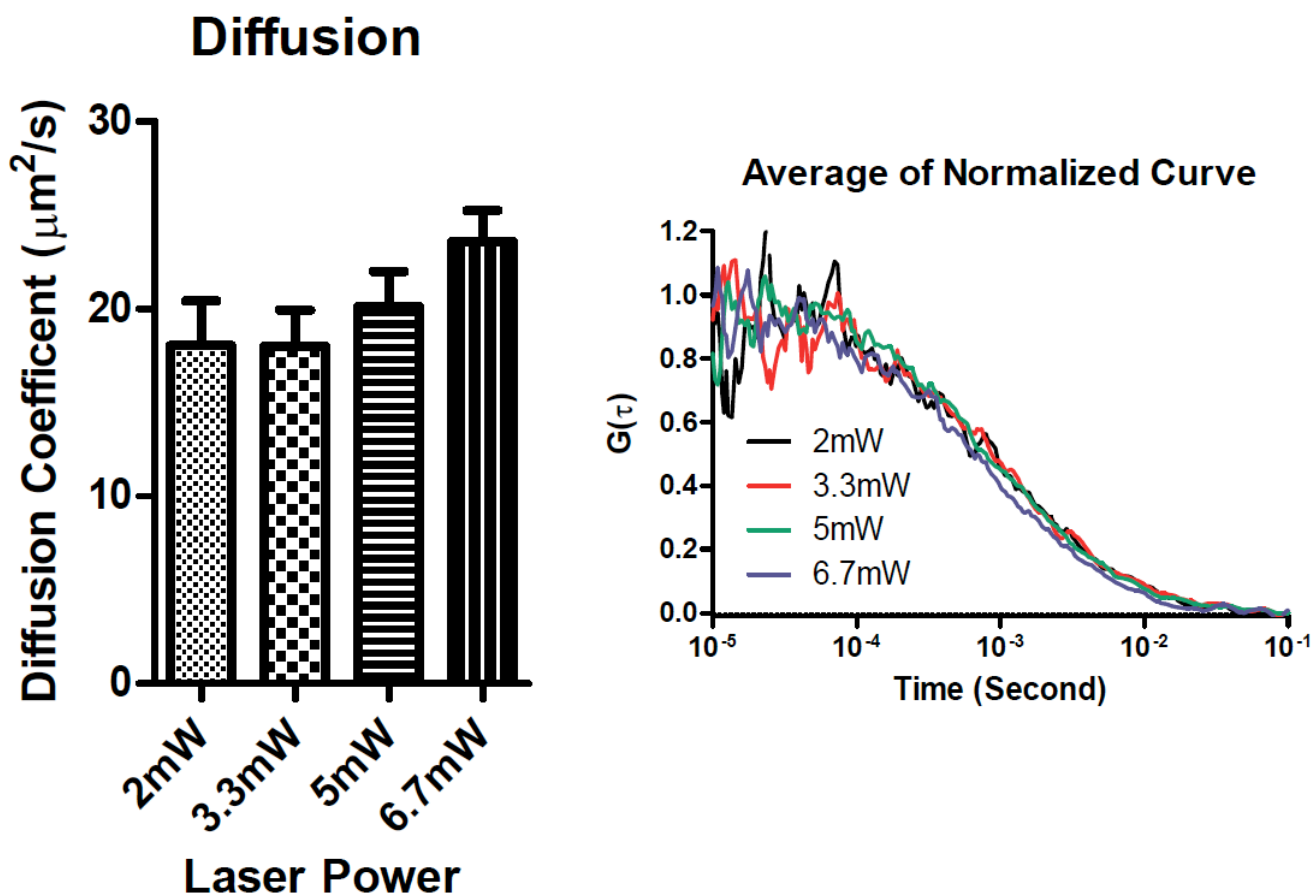 Diffusion
Diffusion Coefficent (μm²/s)
30
20
10
0
2mW
3.3mW
5mW
6.7mW
Laser Power
Average of Normalized Curve
G(τ)
1.2
1.0
0.8
0.6
0.4
0.2
0.0
2mW
3.3mW
5mW
6.7mW
10⁻⁵ 10⁻⁴ 10⁻³ 10⁻² 10⁻¹
Time (Second)